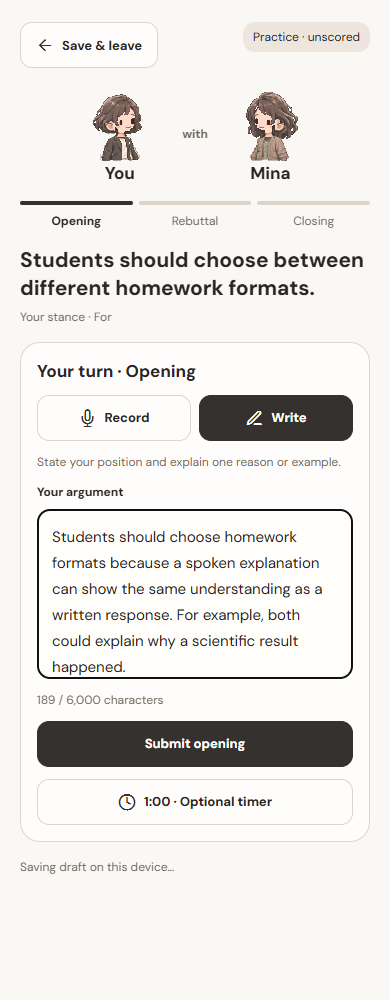 Save & leave
Practice · unscored
with
You
Mina
Opening
Rebuttal
Closing
Students should choose between
different homework formats.
Your stance · For
Your turn · Opening
Record
Write
State your position and explain one reason or example.
Your argument
Students should choose homework
formats because a spoken explanation
can show the same understanding as a
written response. For example, both
could explain why a scientific result
happened.
189 / 6,000 characters
Submit opening
1:00 · Optional timer
Saving draft on this device…